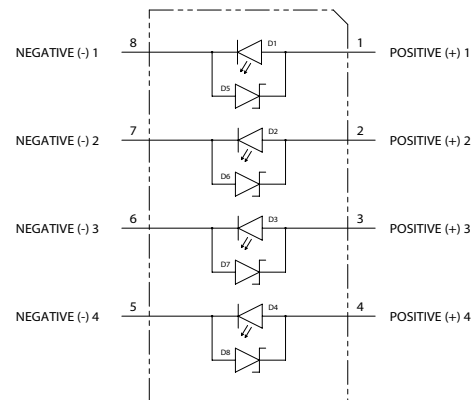 8 D1 1
NEGATIVE (-) 1 POSITIVE (+) 1
D5
7 D2 2
NEGATIVE (-) 2 POSITIVE (+) 2
D6
6 D3 3
NEGATIVE (-) 3 POSITIVE (+) 3
D7
5 D4 4
NEGATIVE (-) 4 POSITIVE (+) 4
D8